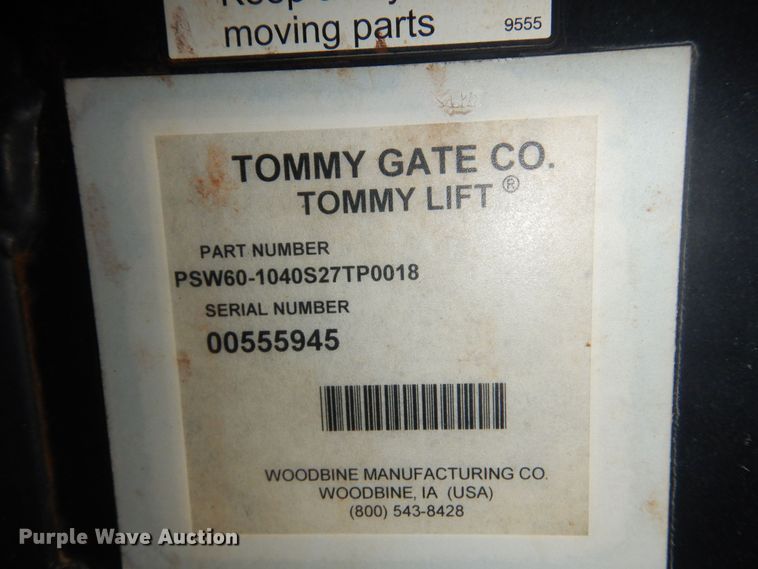 moving parts
9555
TOMMY GATE CO.
TOMMY LIFT ®
PART NUMBER
PSW60-1040S27TP0018
SERIAL NUMBER
00555945
WOODBINE MANUFACTURING CO.
WOODBINE, IA (USA)
(800) 543-8428
Purple Wave Auction